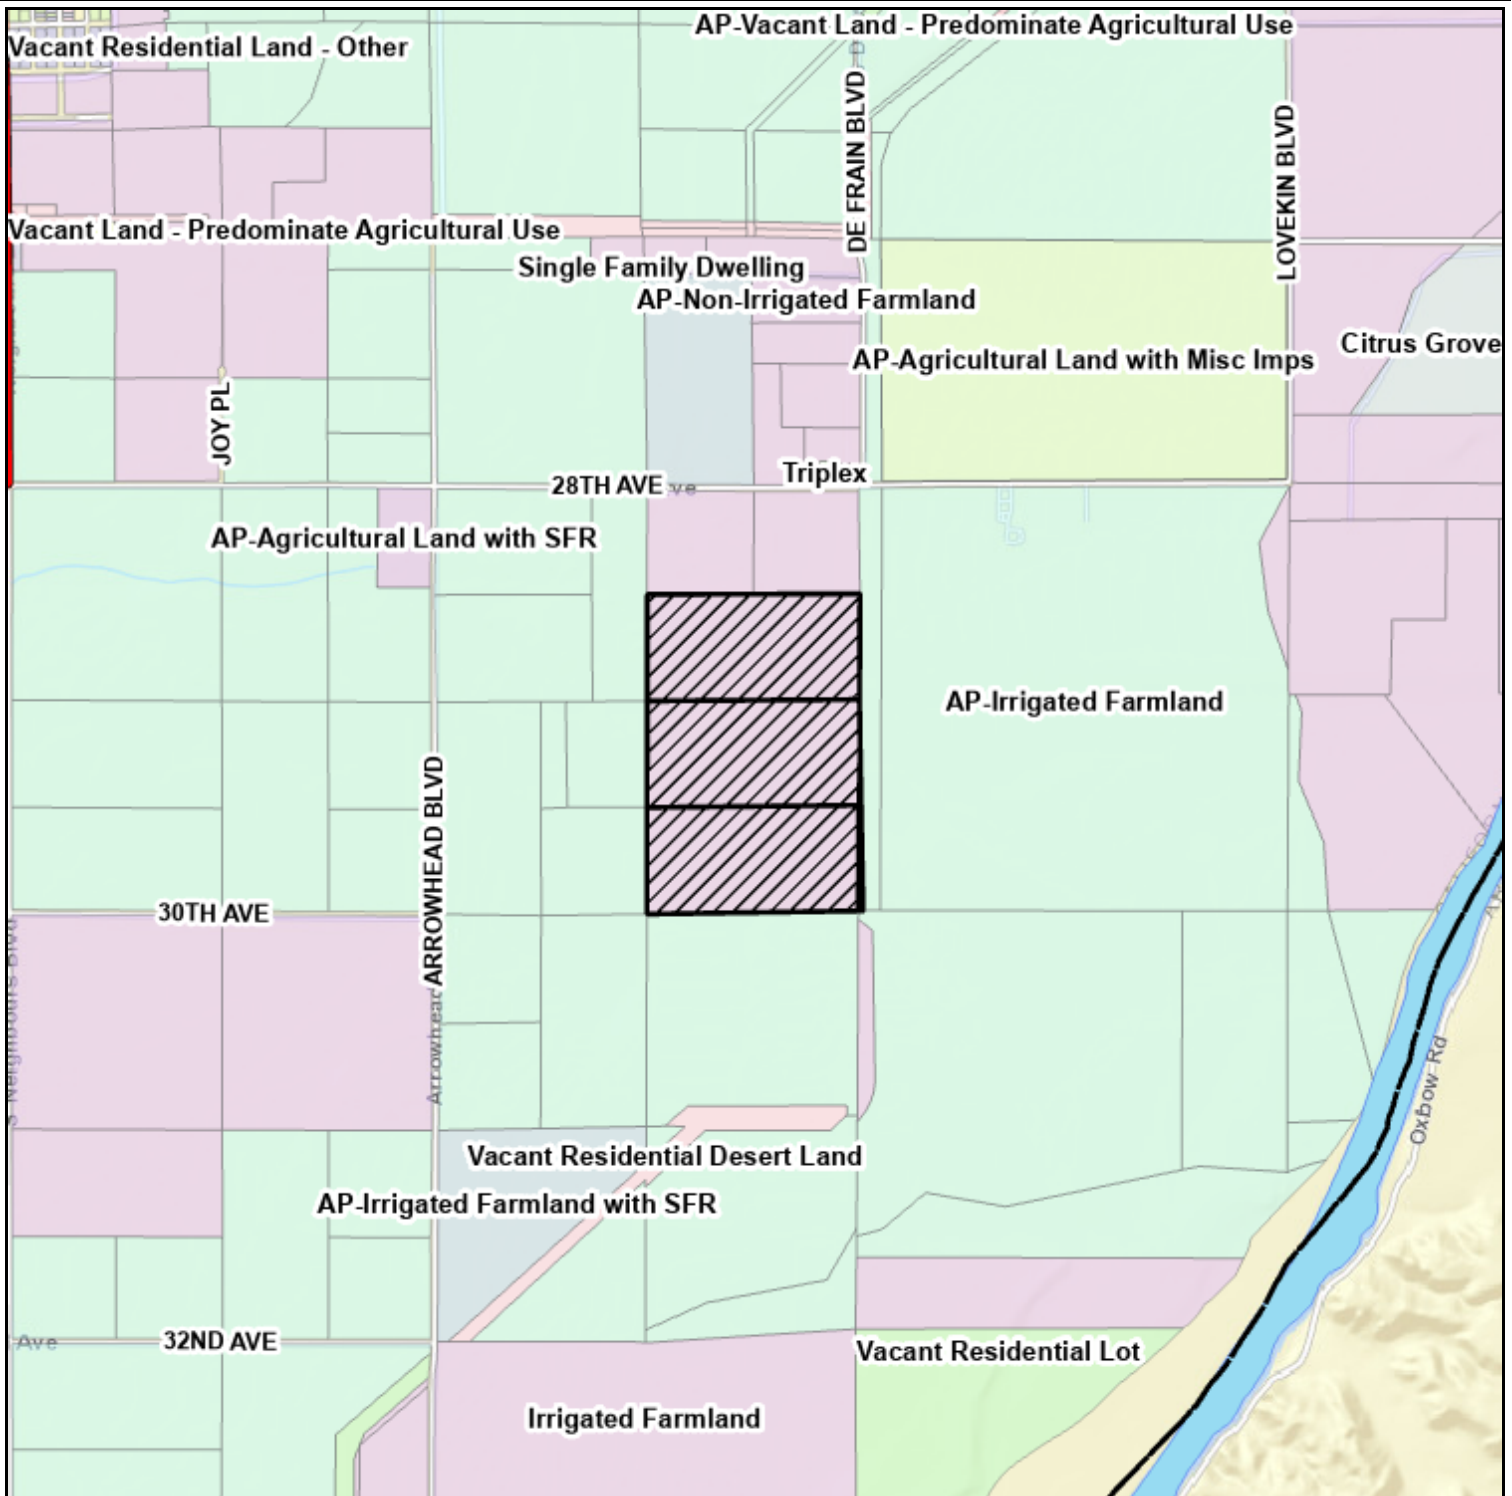 AP-Vacant Land - Predominate Agricultural Use
Vacant Residential Land - Other
DE FRAIN BLVD
LOVEKIN BLVD
Vacant Land - Predominate Agricultural Use
Single Family Dwelling
AP-Non-Irrigated Farmland
Citrus Grove
AP-Agricultural Land with Misc Imps
JOY PL
Triplex
28TH AVE
ve
AP-Agricultural Land with SFR
AP-Irrigated Farmland
ARROWHEAD BLVD
30TH AVE
S Neighbours Blvd
Arrowhead
Oxbow Rd
Vacant Residential Desert Land
AP-Irrigated Farmland with SFR
32ND AVE
Ave
Vacant Residential Lot
Irrigated Farmland